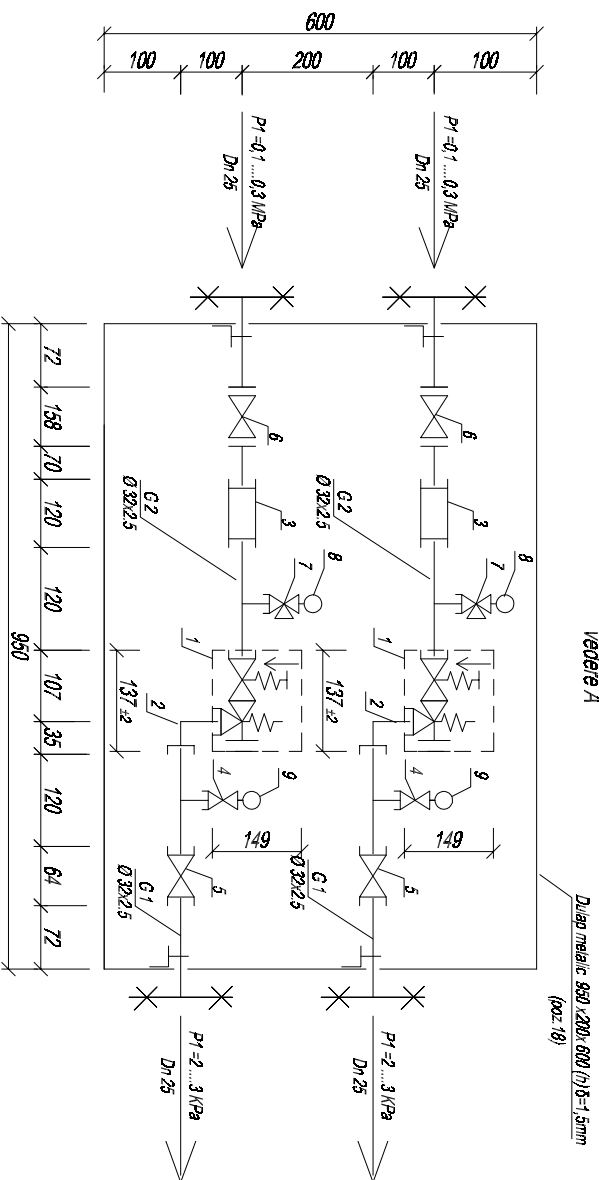 vedere A
Dulap metalic 950 x200x 600 (h) δ=1,5mm
(poz.18)
600
100
100
200
100
100
P1 =0,1 ....0,3 MPa
Dn 25
P1 =0,1 ....0,3 MPa
Dn 25
6
3
G 2
Ø 32x2.5
7
8
1
2
137 ±2
149
4
9
5
G 1
Ø 32x2.5
6
3
G 2
Ø 32x2.5
7
8
1
2
137 ±2
149
4
9
5
G 1
Ø 32x2.5
P1 =2 ....3 KPa
Dn 25
P1 =2 ....3 KPa
Dn 25
72
158
70
120
120
107
35
120
64
72
950